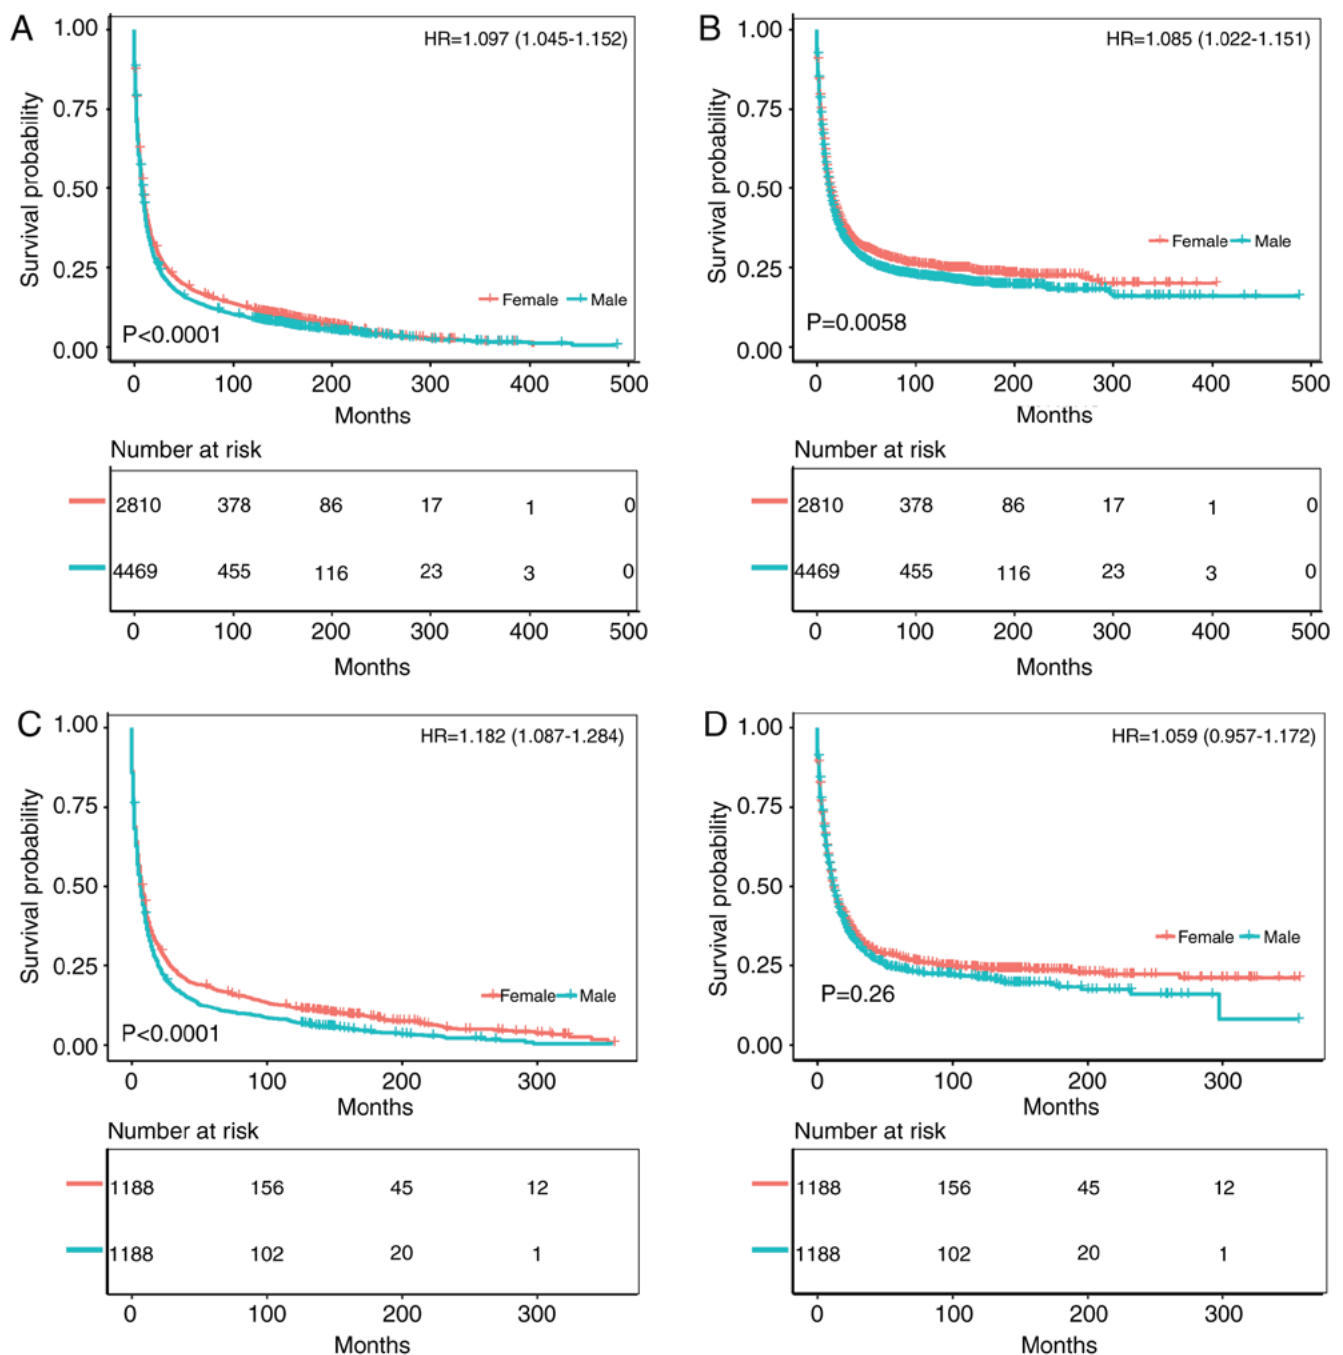 A
HR=1.097 (1.045-1.152)
Survival probability
1.00
0.75
0.50
0.25
0.00
Female Male
P<0.0001
0 100 200 300 400 500
Months
Number at risk
2810 378 86 17 1 0
4469 455 116 23 3 0
0 100 200 300 400 500
Months
B
HR=1.085 (1.022-1.151)
Survival probability
1.00
0.75
0.50
0.25
0.00
Female Male
P=0.0058
0 100 200 300 400 500
Months
Number at risk
2810 378 86 17 1 0
4469 455 116 23 3 0
0 100 200 300 400 500
Months
C
HR=1.182 (1.087-1.284)
Survival probability
1.00
0.75
0.50
0.25
0.00
Female Male
P<0.0001
0 100 200 300
Months
Number at risk
1188 156 45 12
1188 102 20 1
0 100 200 300
Months
D
HR=1.059 (0.957-1.172)
Survival probability
1.00
0.75
0.50
0.25
0.00
Female Male
P=0.26
0 100 200 300
Months
Number at risk
1188 156 45 12
1188 102 20 1
0 100 200 300
Months